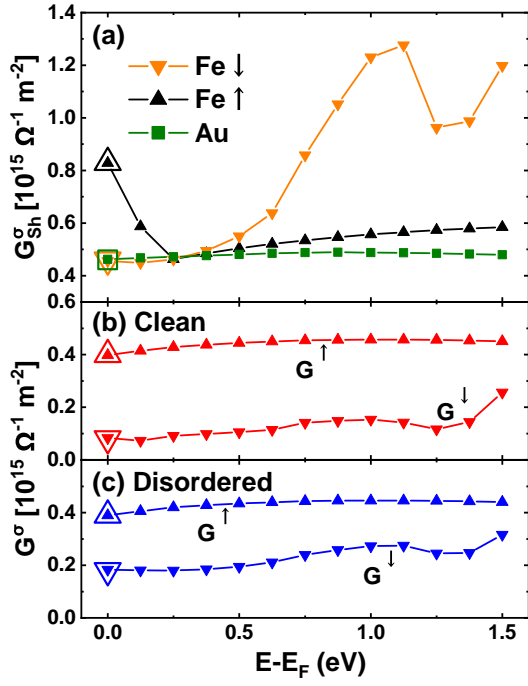 (a)
Fe ↓
Fe ↑
Au
G^σ_Sh [10^15 Ω^-1 m^-2]
1.2
1.0
0.8
0.6
0.4
0.6
(b) Clean
G ↑
G ↓
0.4
0.2
0.0
(c) Disordered
G ↑
G ↓
0.4
0.2
0.0
G^σ [10^15 Ω^-1 m^-2]
0.0 0.5 1.0 1.5
E-E_F (eV)